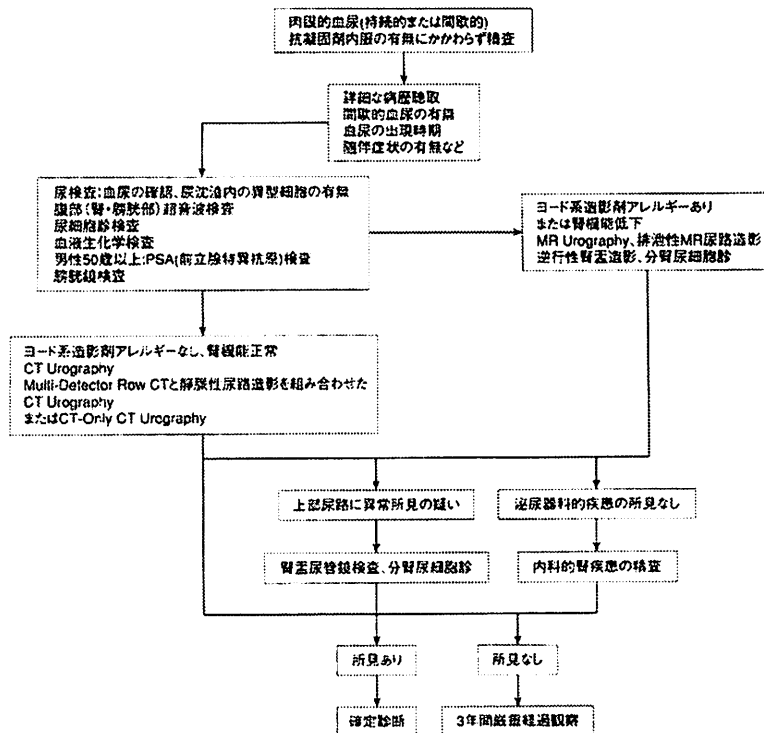 肉眼的血尿(持続的または間歇的)
抗凝固剤内服の有無にかかわらず精査
詳細な病歴聴取
間歇的血尿の有無
血尿の出現時期
随伴症状の有無など
尿検査:血尿の確認、尿沈渣内の異型細胞の有無
腹部(腎・膀胱部)超音波検査
尿細胞診検査
血液生化学検査
男性50歳以上:PSA(前立腺特異抗原)検査
膀胱鏡検査
ヨード系造影剤アレルギーあり
または腎機能低下
MR Urography、排泄性MR尿路造影
逆行性腎盂造影、分腎尿細胞診
ヨード系造影剤アレルギーなし、腎機能正常
CT Urography
Multi-Detector Row CTと静脈性尿路造影を組み合わせた
CT Urography
またはCT-Only CT Urography
上部尿路に異常所見の疑い
泌尿器科的疾患の所見なし
腎盂尿管鏡検査、分腎尿細胞診
内科的腎疾患の精査
所見あり
所見なし
確定診断
3年間厳重経過観察